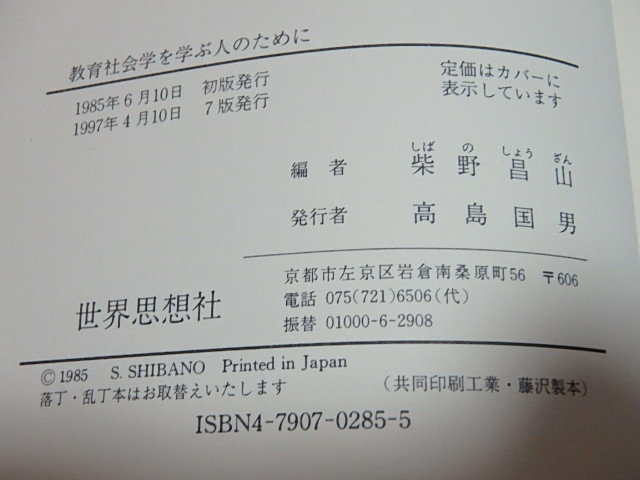 教育社会学を学ぶ人のために
1985年6月10日 初版発行
1997年4月10日 7版発行
定価はカバーに
表示しています
しば の しょう ざん
編者 柴野昌山
発行者 高島国男
世界思想社
京都市左京区岩倉南桑原町56 〒606
電話 075(721)6506(代)
振替 01000-6-2908
© 1985 S. SHIBANO Printed in Japan
落丁・乱丁本はお取替えいたします
(共同印刷工業・藤沢製本)
ISBN4-7907-0285-5